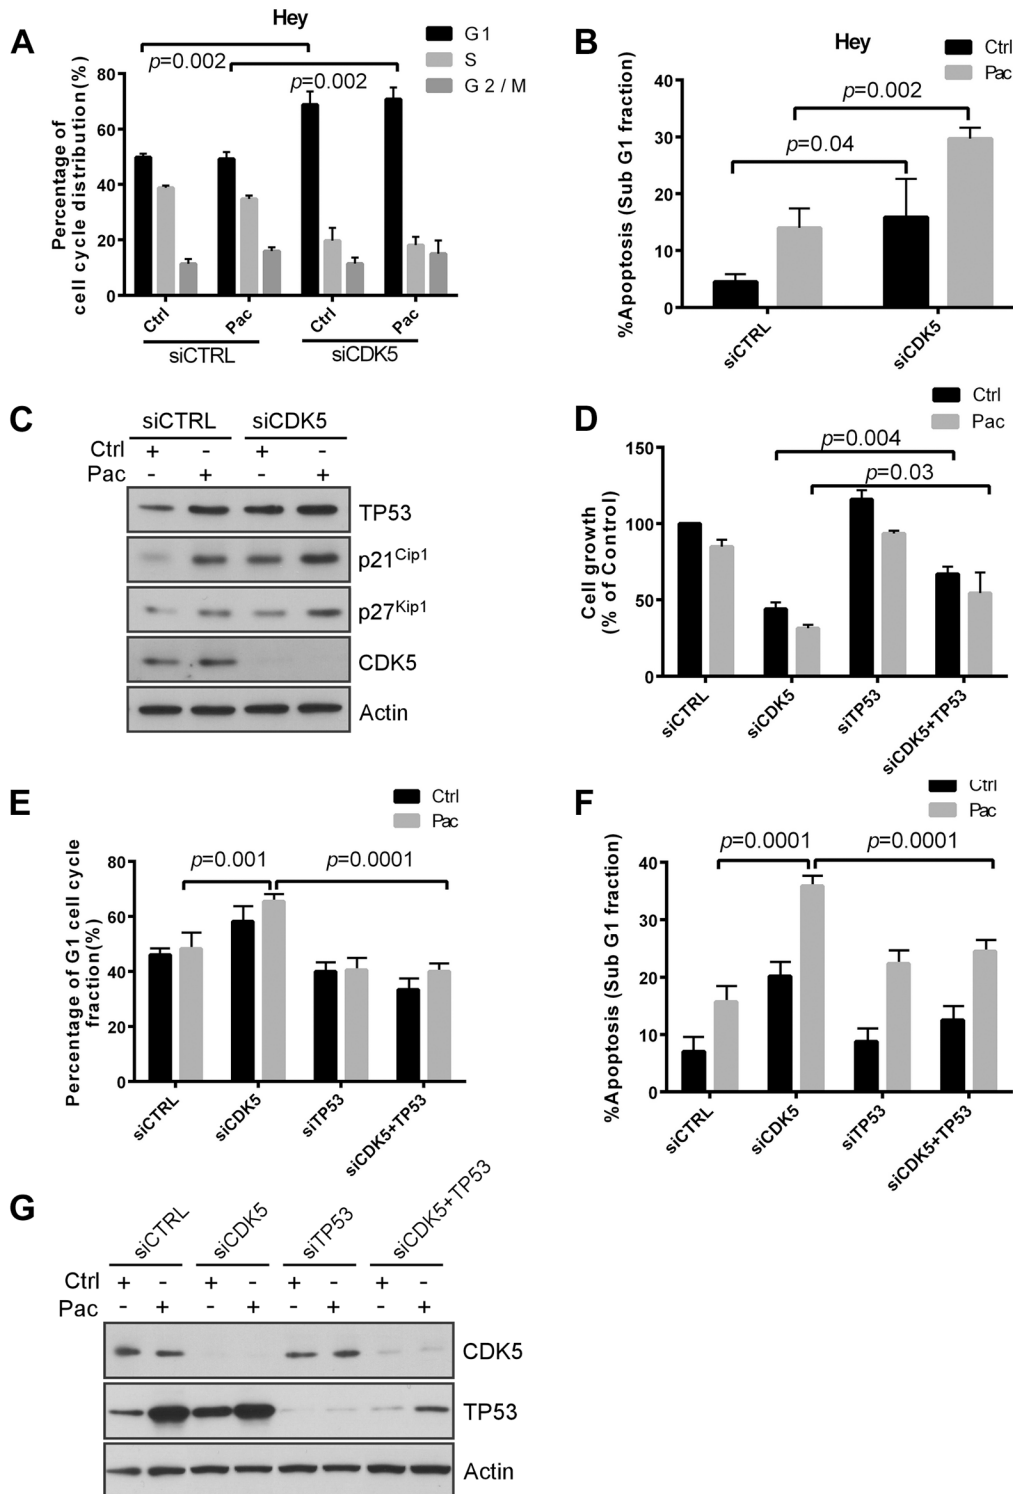 A
Hey
G1
S
G2/M
p=0.002
p=0.002
Percentage of
cell cycle distribution(%)
80
60
40
20
0
Ctrl
Pac
Ctrl
Pac
siCTRL
siCDK5
B
Hey
Ctrl
Pac
p=0.002
p=0.04
%Apoptosis (Sub G1 fraction)
40
30
20
10
0
siCTRL
siCDK5
C
siCTRL
siCDK5
Ctrl + - + -
Pac - + - +
TP53
p21Cip1
p27Kip1
CDK5
Actin
D
Ctrl
Pac
p=0.004
p=0.03
Cell growth
(% of Control)
150
100
50
0
siCTRL
siCDK5
siTP53
siCDK5+TP53
E
Ctrl
Pac
p=0.001
p=0.0001
Percentage of G1 cell cycle
fraction(%)
80
60
40
20
0
siCTRL
siCDK5
siTP53
siCDK5+TP53
F
Ctrl
Pac
p=0.0001
p=0.0001
%Apoptosis (Sub G1 fraction)
40
30
20
10
0
siCTRL
siCDK5
siTP53
siCDK5+TP53
G
siCTRL
siCDK5
siTP53
siCDK5+TP53
Ctrl + - + - + - + -
Pac - + - + - + - +
CDK5
TP53
Actin